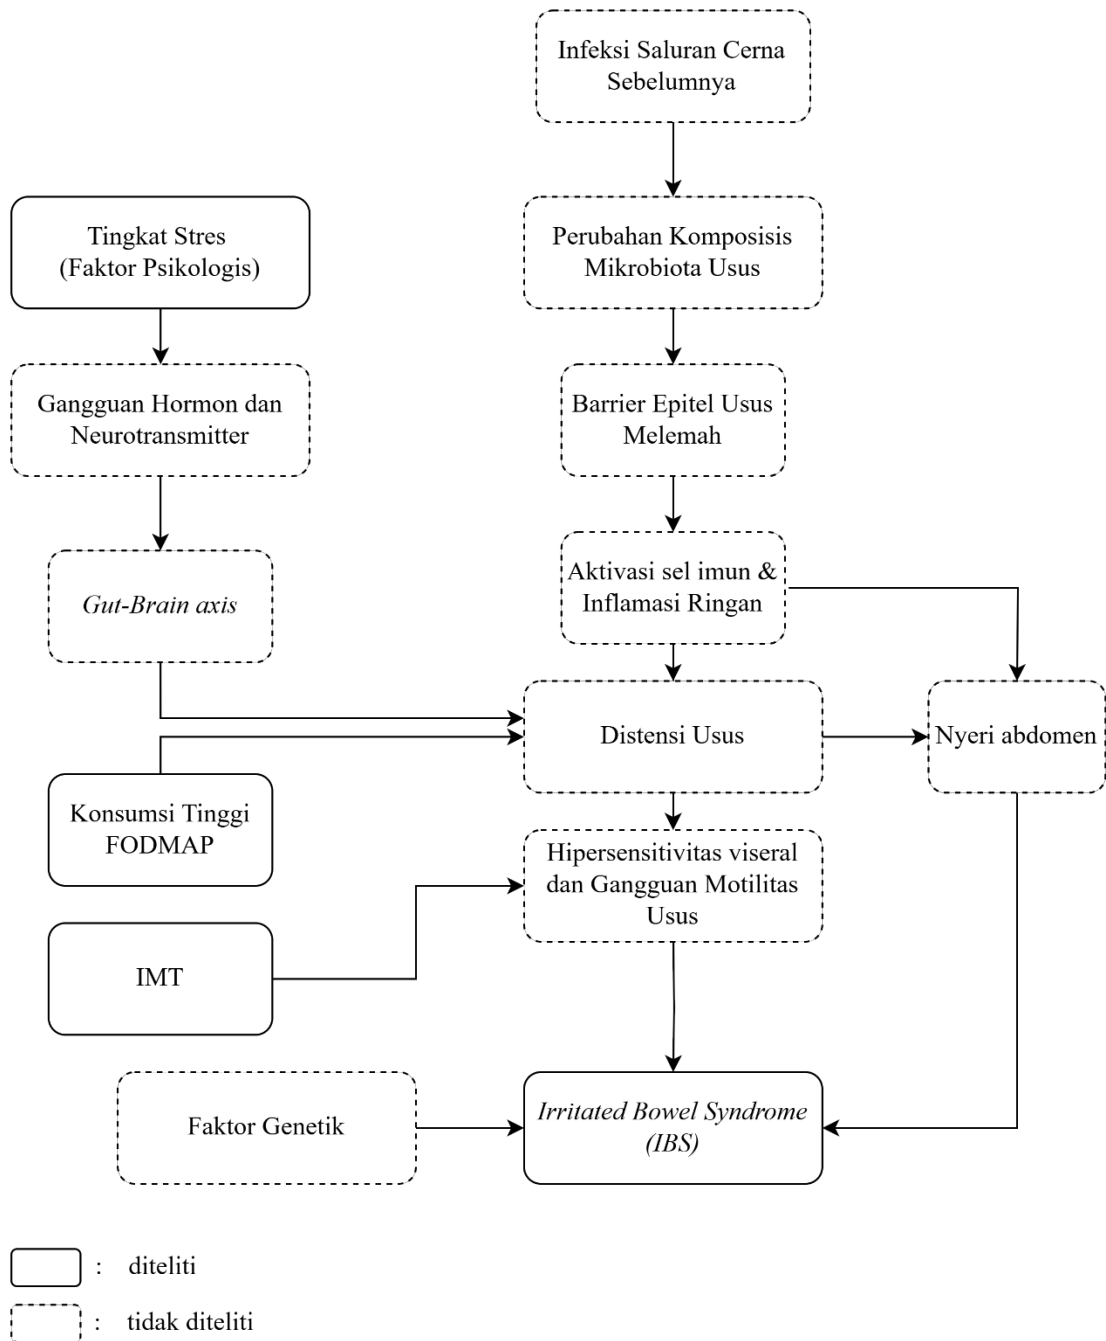 Infeksi Saluran Cerna
Sebelumnya
Tingkat Stres
(Faktor Psikologis)
Perubahan Komposisis
Mikrobiota Usus
Gangguan Hormon dan
Neurotransmitter
Barrier Epitel Usus
Melemah
Gut-Brain axis
Aktivasi sel imun &
Inflamasi Ringan
Distensi Usus
Nyeri abdomen
Konsumsi Tinggi
FODMAP
Hipersensitivitas viseral
dan Gangguan Motilitas
Usus
IMT
Faktor Genetik
Irritated Bowel Syndrome
(IBS)
: diteliti
: tidak diteliti